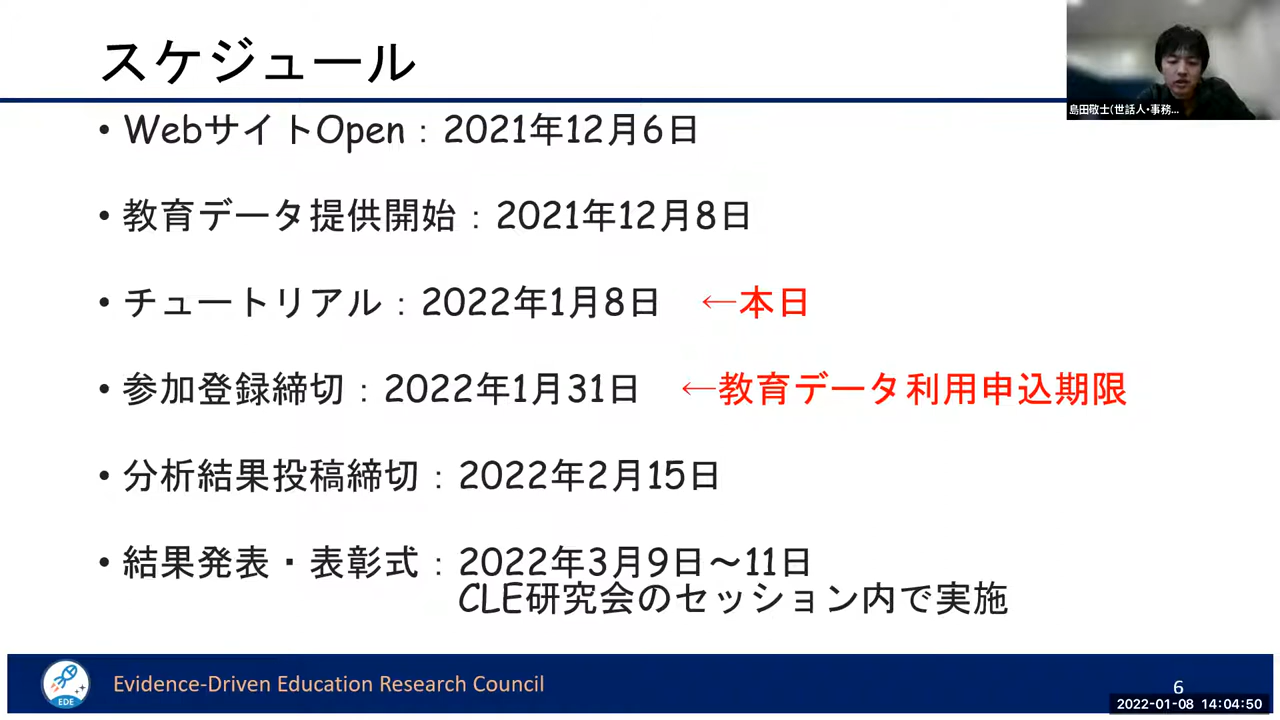 スケジュール
島田敬士(世話人・事務...
• WebサイトOpen：2021年12月6日
• 教育データ提供開始：2021年12月8日
• チュートリアル：2022年1月8日 ←本日
• 参加登録締切：2022年1月31日 ←教育データ利用申込期限
• 分析結果投稿締切：2022年2月15日
• 結果発表・表彰式：2022年3月9日～11日
CLE研究会のセッション内で実施
EDE
Evidence-Driven Education Research Council
6
2022-01-08 14:04:50